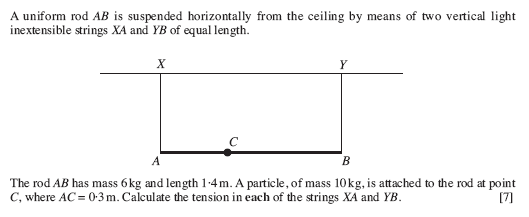 A uniform rod AB is suspended horizontally from the ceiling by means of two vertical light
inextensible strings XA and YB of equal length.
X Y
C
A B
The rod AB has mass 6 kg and length 1·4 m. A particle, of mass 10 kg, is attached to the rod at point
C, where AC = 0·3 m. Calculate the tension in each of the strings XA and YB. [7]